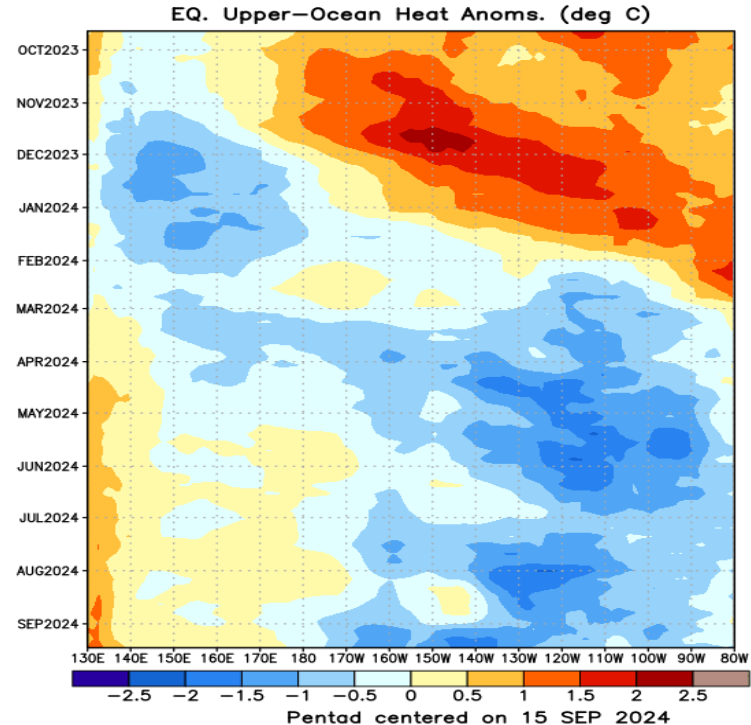 EQ. Upper-Ocean Heat Anoms. (deg C)
OCT2023
NOV2023
DEC2023
JAN2024
FEB2024
MAR2024
APR2024
MAY2024
JUN2024
JUL2024
AUG2024
SEP2024
130E 140E 150E 160E 170E 180 170W 160W 150W 140W 130W 120W 110W 100W 90W 80W
-2.5 -2 -1.5 -1 -0.5 0 0.5 1 1.5 2 2.5
Pentad centered on 15 SEP 2024